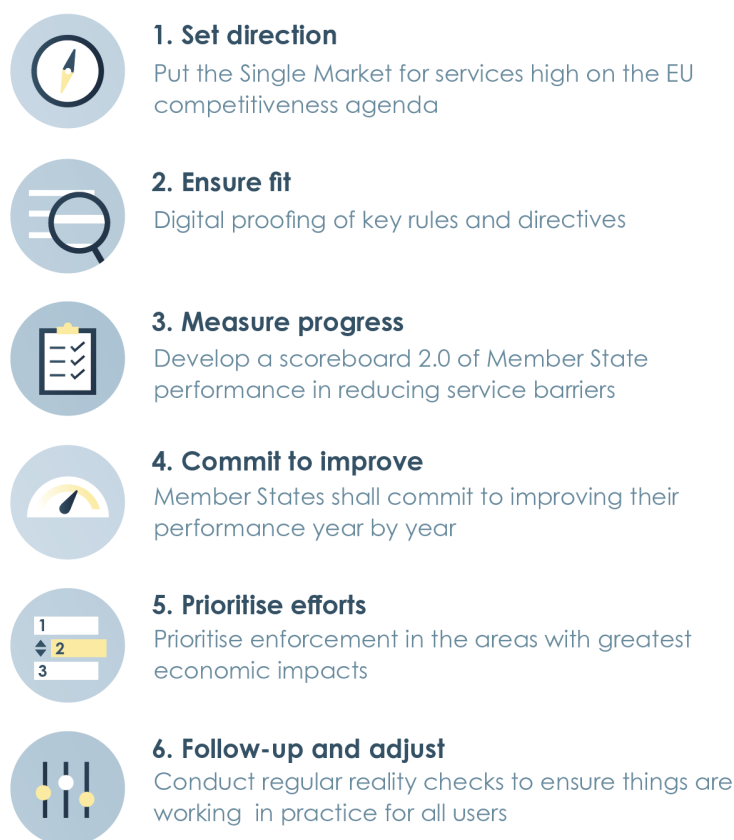 1. Set direction
Put the Single Market for services high on the EU
competitiveness agenda
2. Ensure fit
Digital proofing of key rules and directives
3. Measure progress
Develop a scoreboard 2.0 of Member State
performance in reducing service barriers
4. Commit to improve
Member States shall commit to improving their
performance year by year
5. Prioritise efforts
1
2
3
Prioritise enforcement in the areas with greatest
economic impacts
6. Follow-up and adjust
Conduct regular reality checks to ensure things are
working  in practice for all users